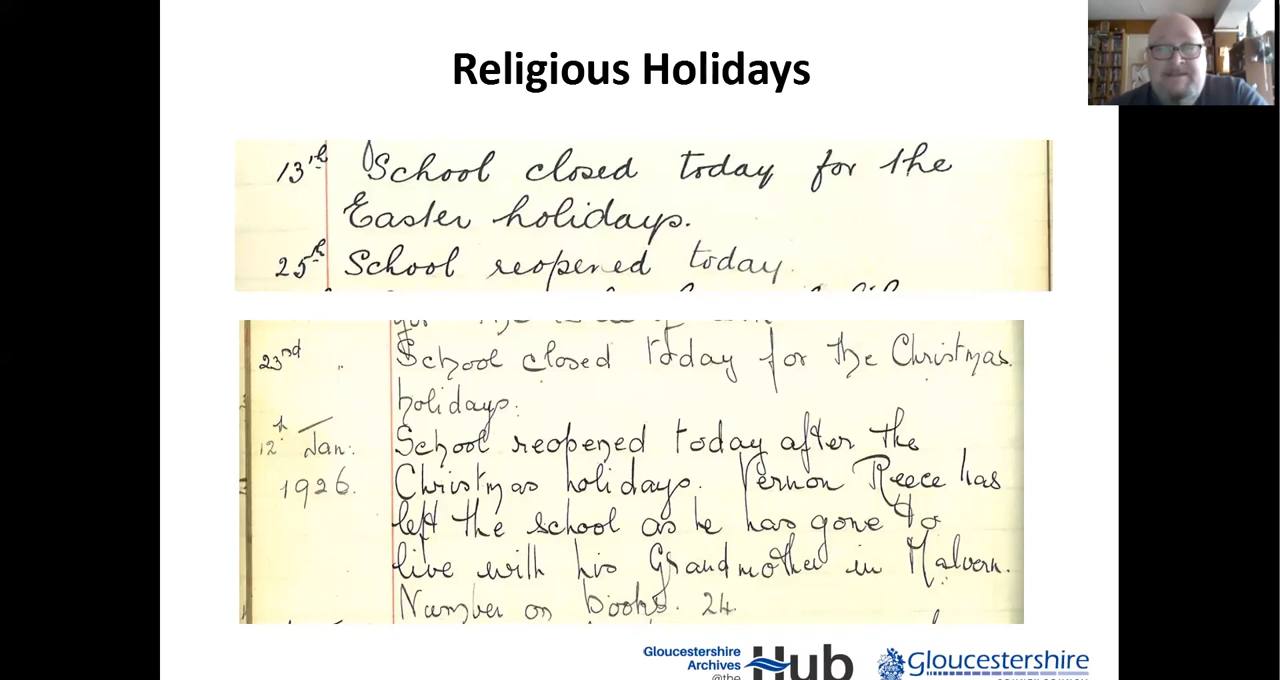 Religious Holidays
13th School closed today for the
Easter holidays.
25th School reopened today.
23rd " School closed today for the Christmas
holidays.
12th Jan: School reopened today after the
1926. Christmas holidays. Vernon Reece has
left the school as he has gone to
live with his Grandmother in Malvern.
Number on books. 24.
Gloucestershire
Archives
@the
Hub
Gloucestershire